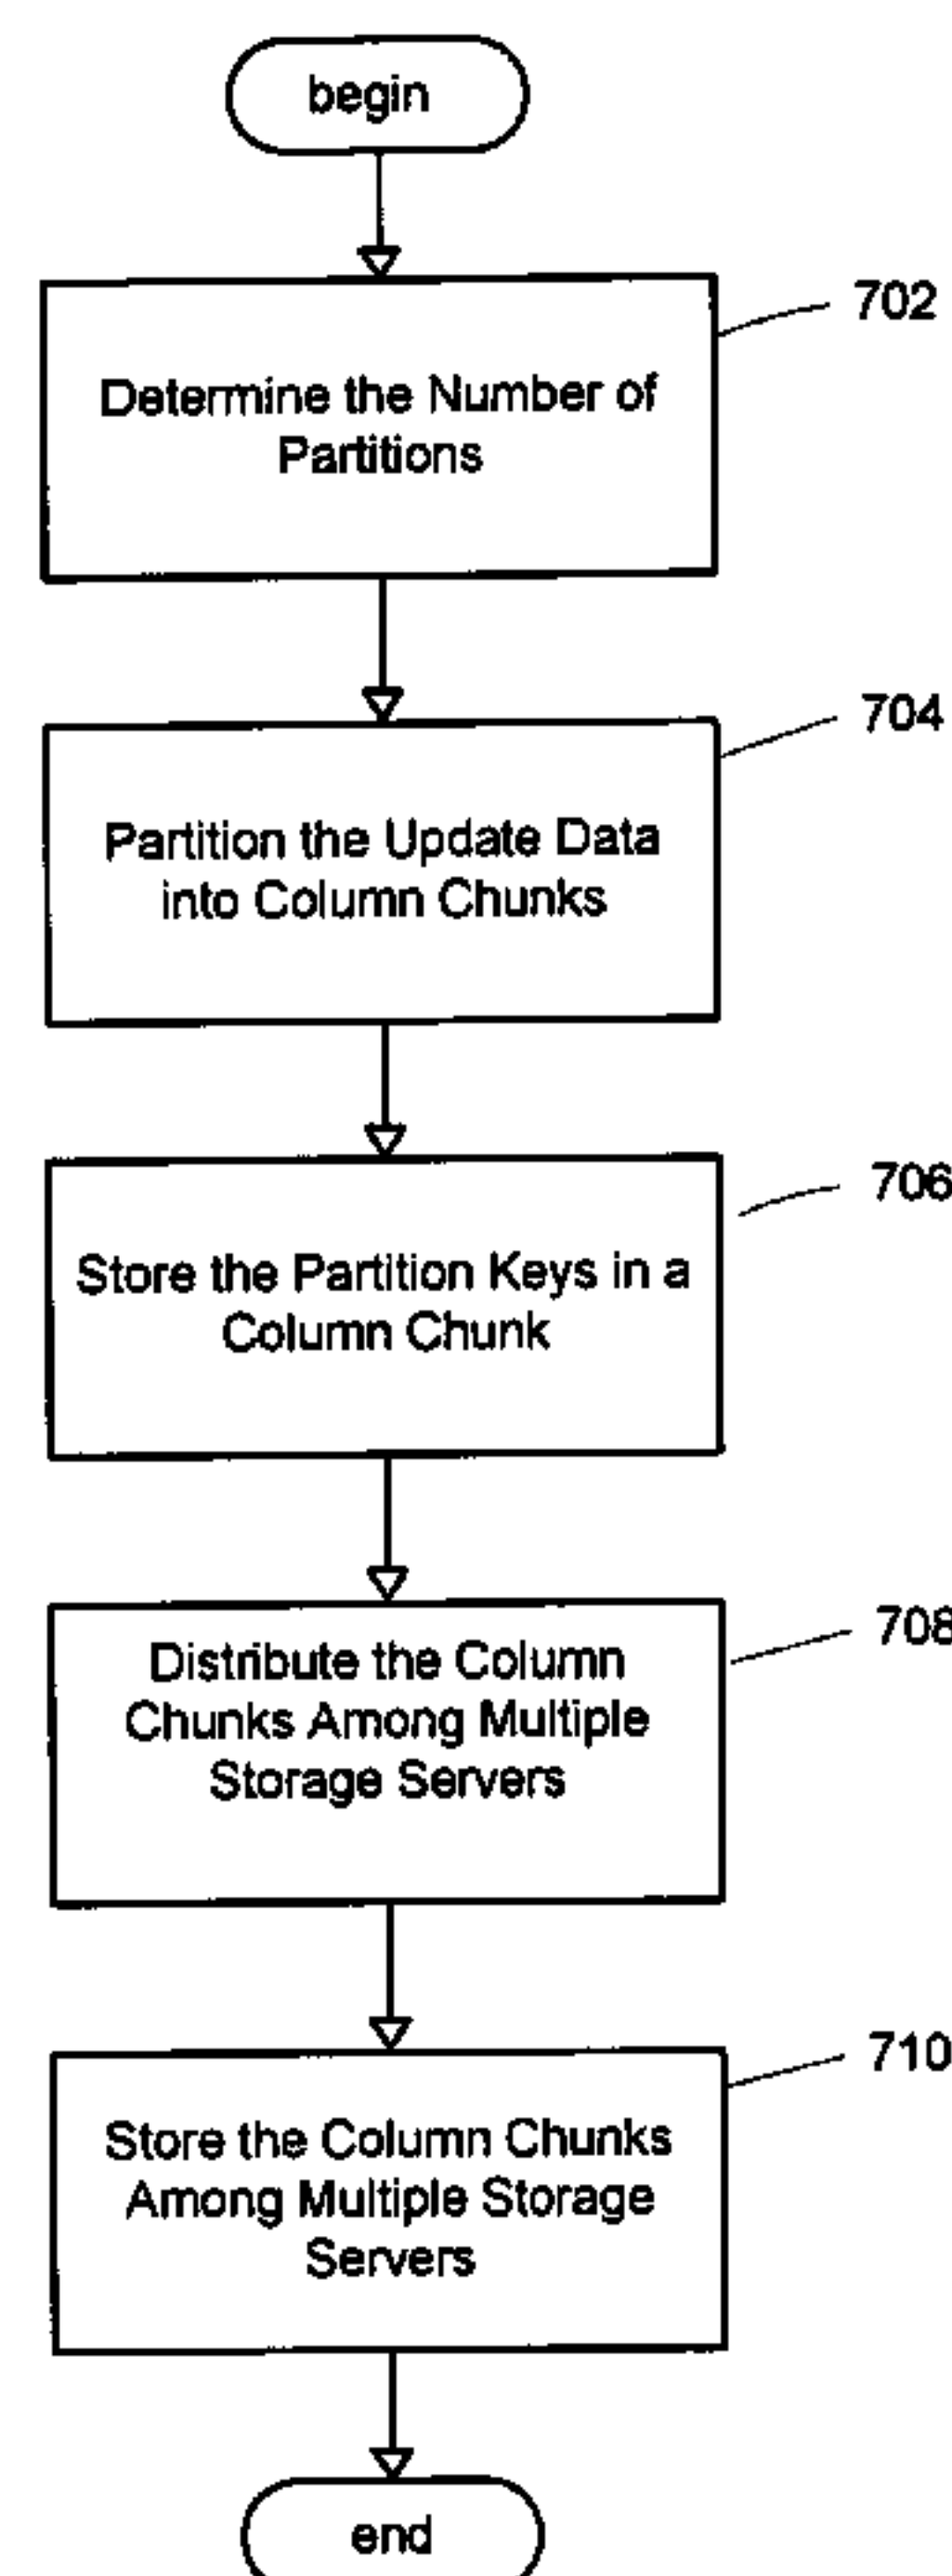 begin
702
Determine the Number of
Partitions
704
Partition the Update Data
into Column Chunks
706
Store the Partition Keys in a
Column Chunk
708
Distribute the Column
Chunks Among Multiple
Storage Servers
710
Store the Column Chunks
Among Multiple Storage
Servers
end